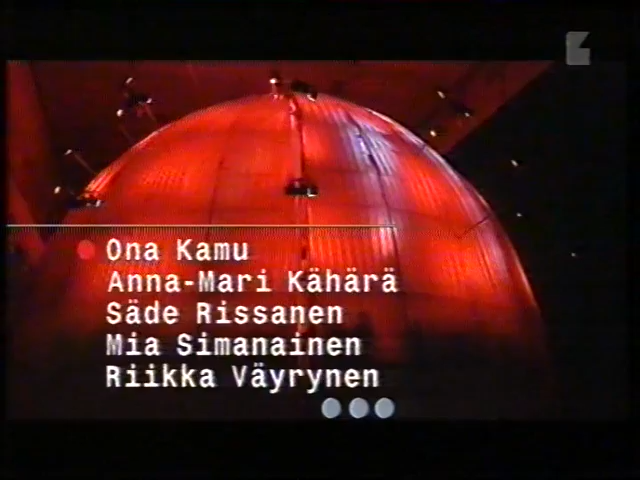 Ona Kamu
Anna-Mari Kähärä
Säde Rissanen
Mia Simanainen
Riikka Väyrynen